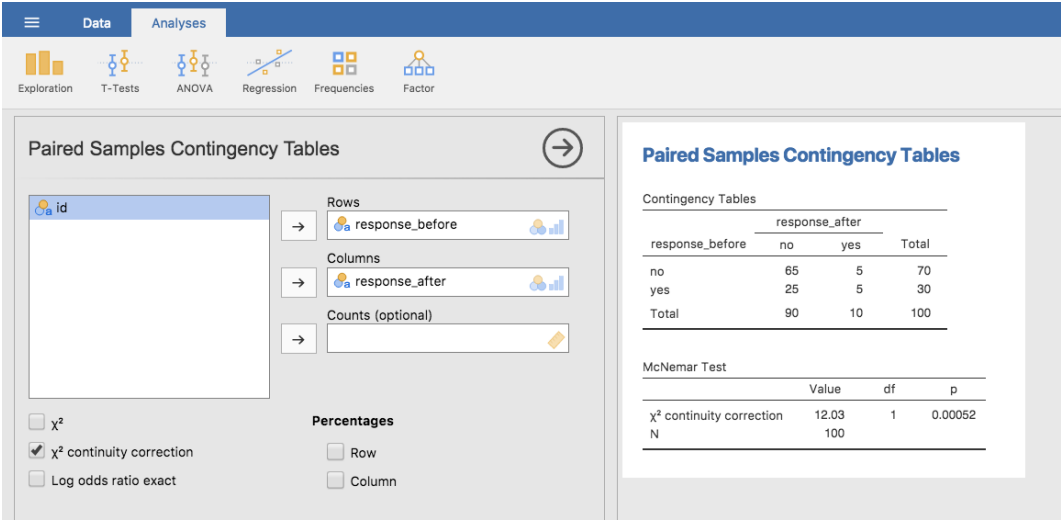 Data Analyses
Exploration T-Tests ANOVA Regression Frequencies Factor
Paired Samples Contingency Tables
id
Rows
response_before
Columns
response_after
Counts (optional)
χ²
χ² continuity correction
Log odds ratio exact
Percentages
Row
Column
Paired Samples Contingency Tables
Contingency Tables
response_after
response_before no yes Total
no 65 5 70
yes 25 5 30
Total 90 10 100
McNemar Test
Value df p
χ² continuity correction 12.03 1 0.00052
N 100